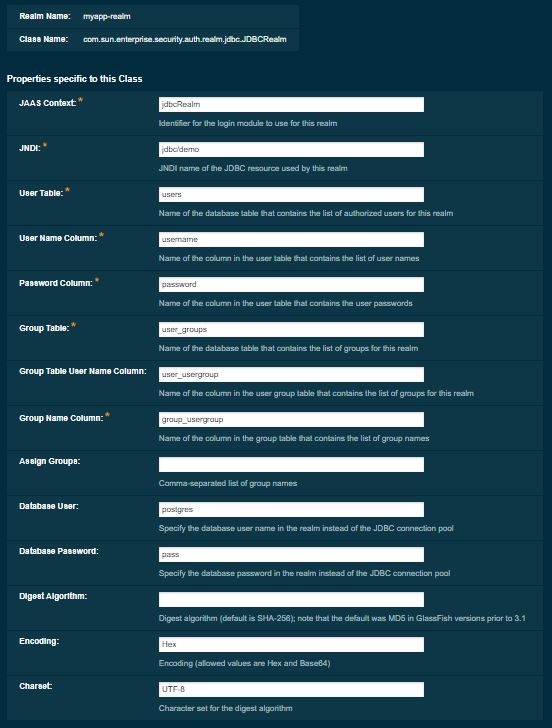 Realm Name: myapp-realm
Class Name: com.sun.enterprise.security.auth.realm.jdbc.JDBCRealm
Properties specific to this Class
JAAS Context: * jdbcRealm
Identifier for the login module to use for this realm
JNDI: * jdbc/demo
JNDI name of the JDBC resource used by this realm
User Table: * users
Name of the database table that contains the list of authorized users for this realm
User Name Column: * username
Name of the column in the user table that contains the list of user names
Password Column: * password
Name of the column in the user table that contains the user passwords
Group Table: * user_groups
Name of the database table that contains the list of groups for this realm
Group Table User Name Column: user_usergroup
Name of the column in the user group table that contains the list of groups for this realm
Group Name Column: * group_usergroup
Name of the column in the group table that contains the list of group names
Assign Groups:
Comma-separated list of group names
Database User: postgres
Specify the database user name in the realm instead of the JDBC connection pool
Database Password: pass
Specify the database password in the realm instead of the JDBC connection pool
Digest Algorithm:
Digest algorithm (default is SHA-256); note that the default was MD5 in GlassFish versions prior to 3.1
Encoding: Hex
Encoding (allowed values are Hex and Base64)
Charset: UTF-8
Character set for the digest algorithm